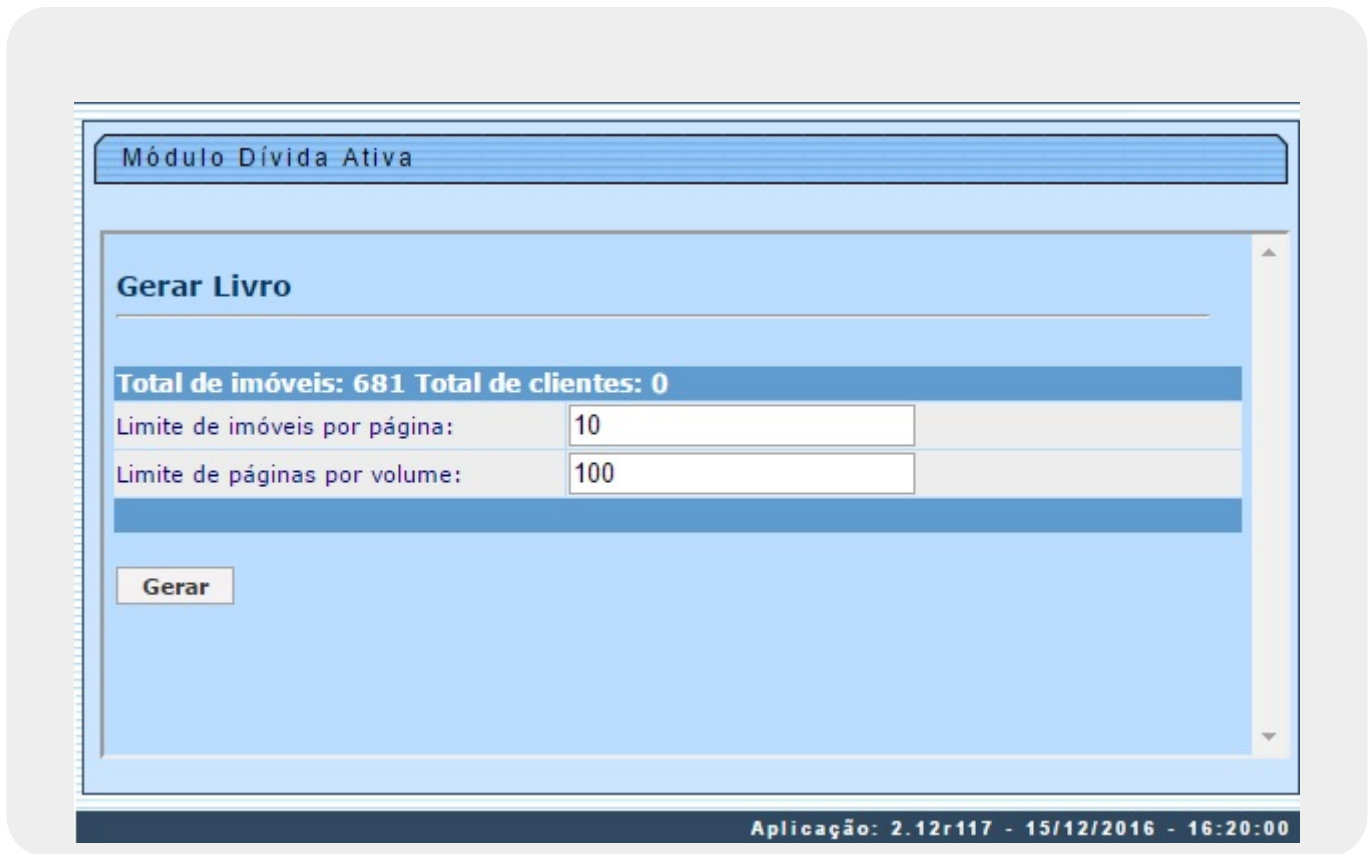 Módulo Dívida Ativa
Gerar Livro
Total de imóveis: 681 Total de clientes: 0
Limite de imóveis por página: 10
Limite de páginas por volume: 100
Gerar
Aplicação: 2.12r117 - 15/12/2016 - 16:20:00